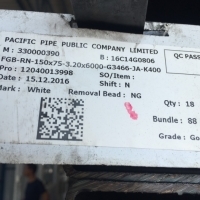 PACIFIC PIPE PUBLIC COMPANY LIMITED
M : 330000390 B : 16C14G0806 QC PASS
FGB-RN-150x75-3.20x6000-G3466-JA-K400
Pro : 12040013998 SO/Item :
Date : 15.12.2016 Shift : N
Mark : White Removal Bead : NG Qty : 18
Bundle : 88
Grade : Go